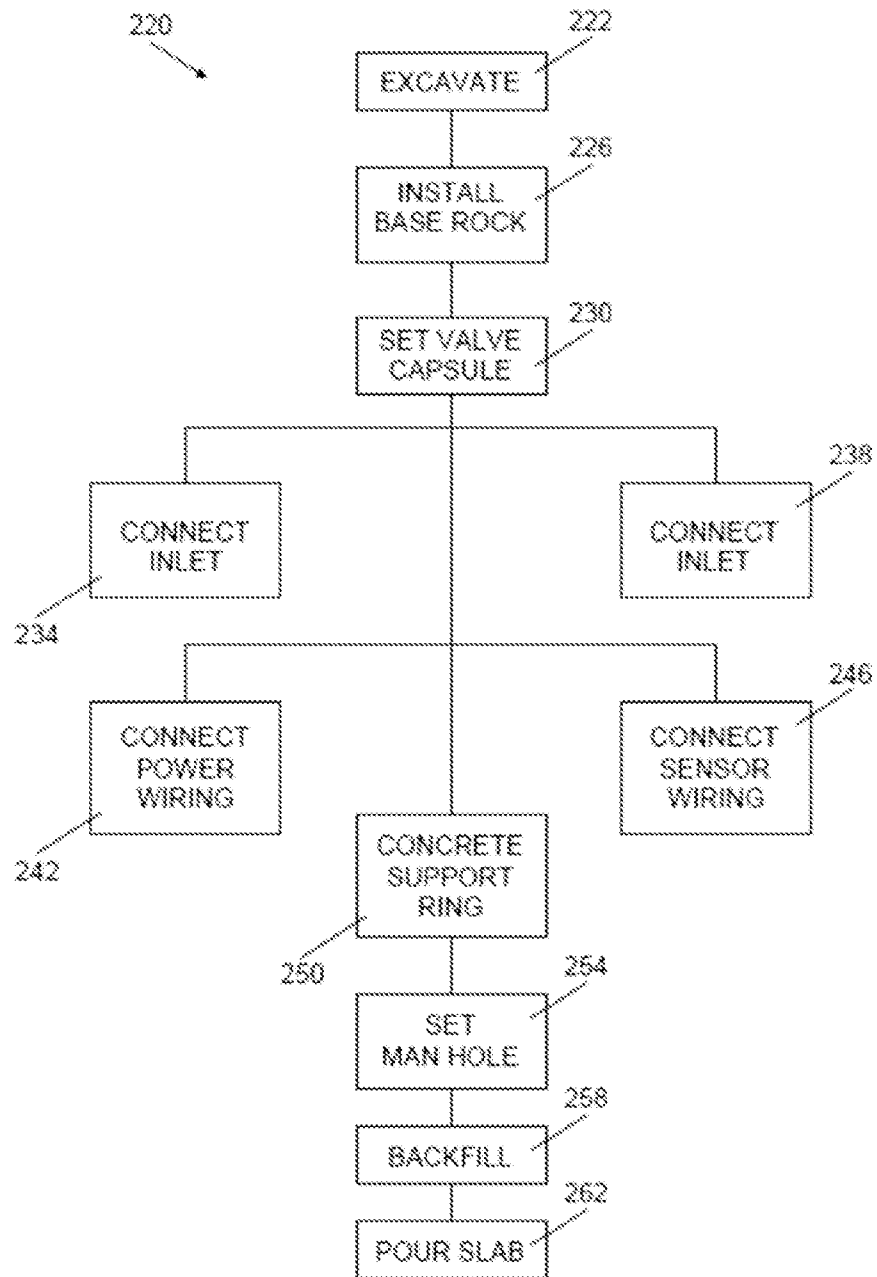 220
222
EXCAVATE
226
INSTALL
BASE ROCK
230
SET VALVE
CAPSULE
238
CONNECT
INLET
CONNECT
INLET
234
246
CONNECT
POWER
WIRING
CONNECT
SENSOR
WIRING
242
CONCRETE
SUPPORT
RING
250
254
SET
MAN HOLE
258
BACKFILL
262
POUR SLAB